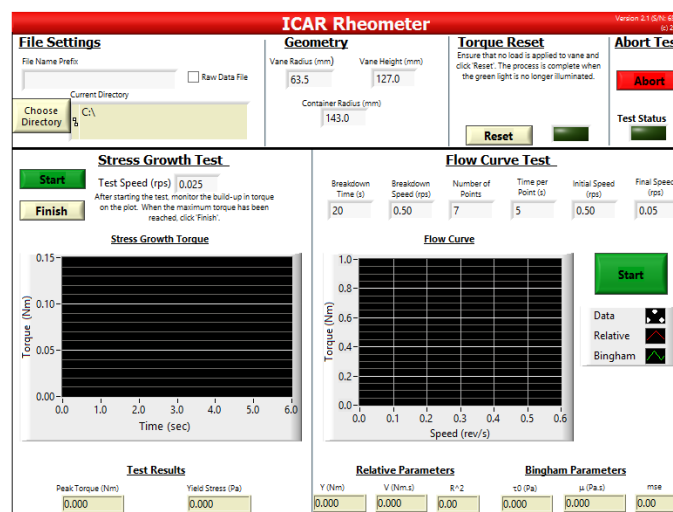 ICAR Rheometer
Version 2.1 (S/N: 6
(c) 2
File Settings
File Name Prefix
Raw Data File
Current Directory
Choose
Directory
C:\
Geometry
Vane Radius (mm)
Vane Height (mm)
63.5
127.0
Container Radius (mm)
143.0
Torque Reset
Ensure that no load is applied to vane and
click 'Reset'. The process is complete when
the green light is no longer illuminated.
Reset
Abort Tes
Abort
Test Status
Stress Growth Test
Start
Test Speed (rps)
0.025
After starting the test, monitor the build-up in torque
on the plot. When the maximum torque has been
reached, click 'Finish'.
Finish
Stress Growth Torque
Torque (Nm)
0.15
0.10
0.05
0.00
0.0 1.0 2.0 3.0 4.0 5.0 6.0
Time (sec)
Test Results
Peak Torque (Nm)
Yield Stress (Pa)
0.000
0.000
Flow Curve Test
Breakdown
Time (s)
Breakdown
Speed (rps)
Number of
Points
Time per
Point (s)
Initial Speed
(rps)
Final Speed
(rps)
20
0.50
7
5
0.50
0.05
Flow Curve
Torque (Nm)
1.0
0.8
0.6
0.4
0.2
0.0
0.0 0.1 0.2 0.3 0.4 0.5 0.6
Speed (rev/s)
Start
Data
Relative
Bingham
Relative Parameters
Y (Nm)
V (Nm.s)
R^2
0.000
0.000
0.00
Bingham Parameters
τ0 (Pa)
μ (Pa.s)
mse
0.000
0.000
0.00